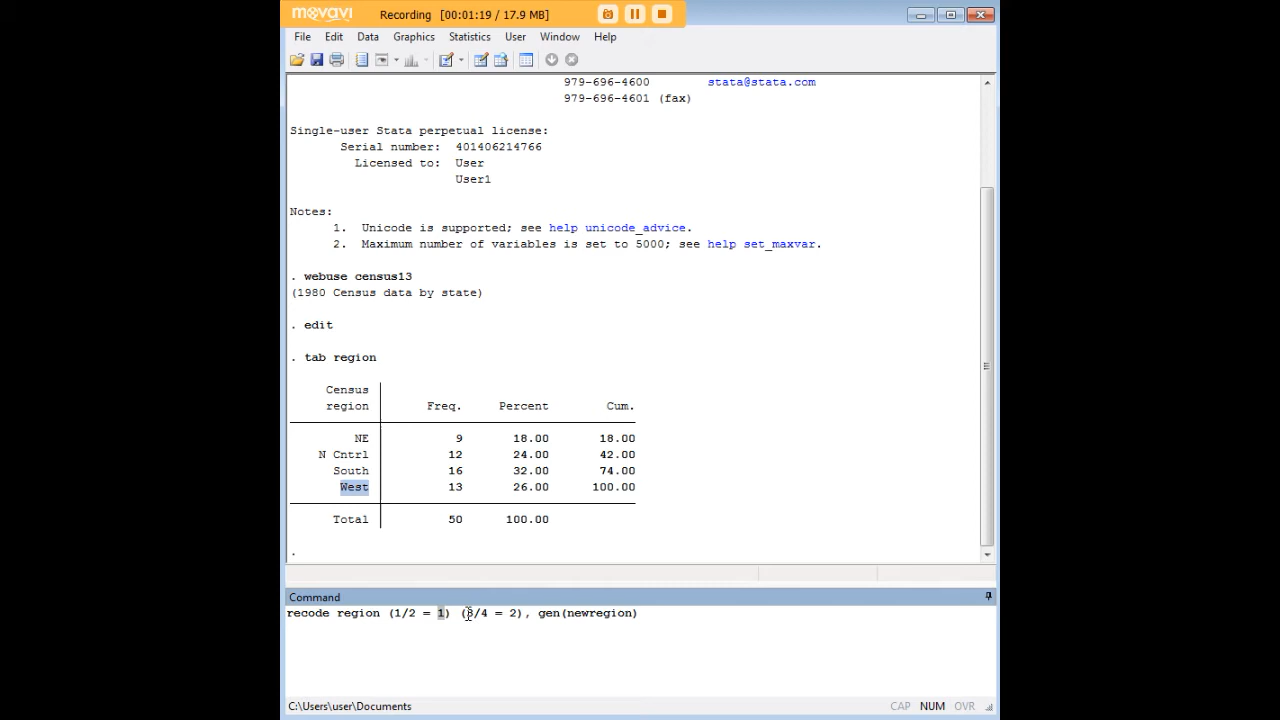 movavi Recording [00:01:19 / 17.9 MB]
File Edit Data Graphics Statistics User Window Help
979-696-4600 stata@stata.com
979-696-4601 (fax)
Single-user Stata perpetual license:
Serial number: 401406214766
Licensed to: User
User1
Notes:
1. Unicode is supported; see help unicode_advice.
2. Maximum number of variables is set to 5000; see help set_maxvar.
. webuse census13
(1980 Census data by state)
. edit
. tab region
Census
region Freq. Percent Cum.
NE 9 18.00 18.00
N Cntrl 12 24.00 42.00
South 16 32.00 74.00
West 13 26.00 100.00
Total 50 100.00
.
Command
recode region (1/2 = 1) (3/4 = 2), gen(newregion)
C:\Users\user\Documents CAP NUM OVR